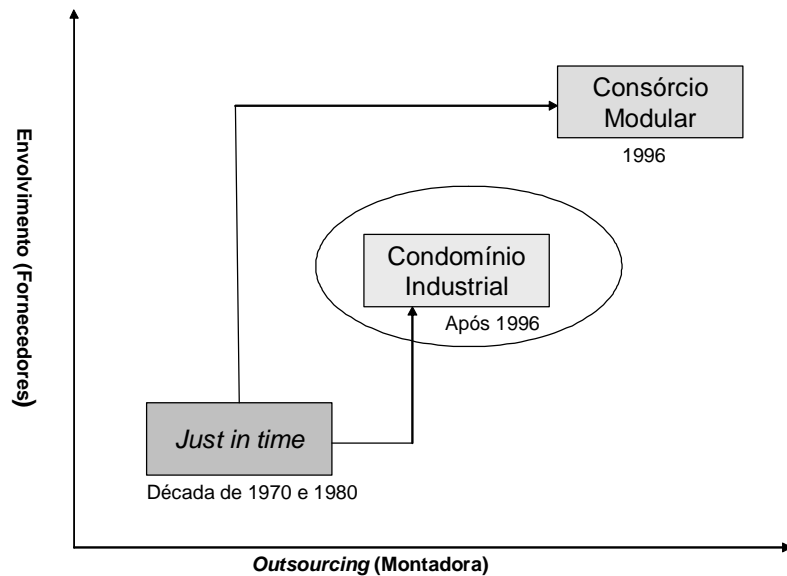 Envolvimento (Fornecedores)
Consórcio
Modular
1996
Condomínio
Industrial
Após 1996
Just in time
Década de 1970 e 1980
Outsourcing (Montadora)